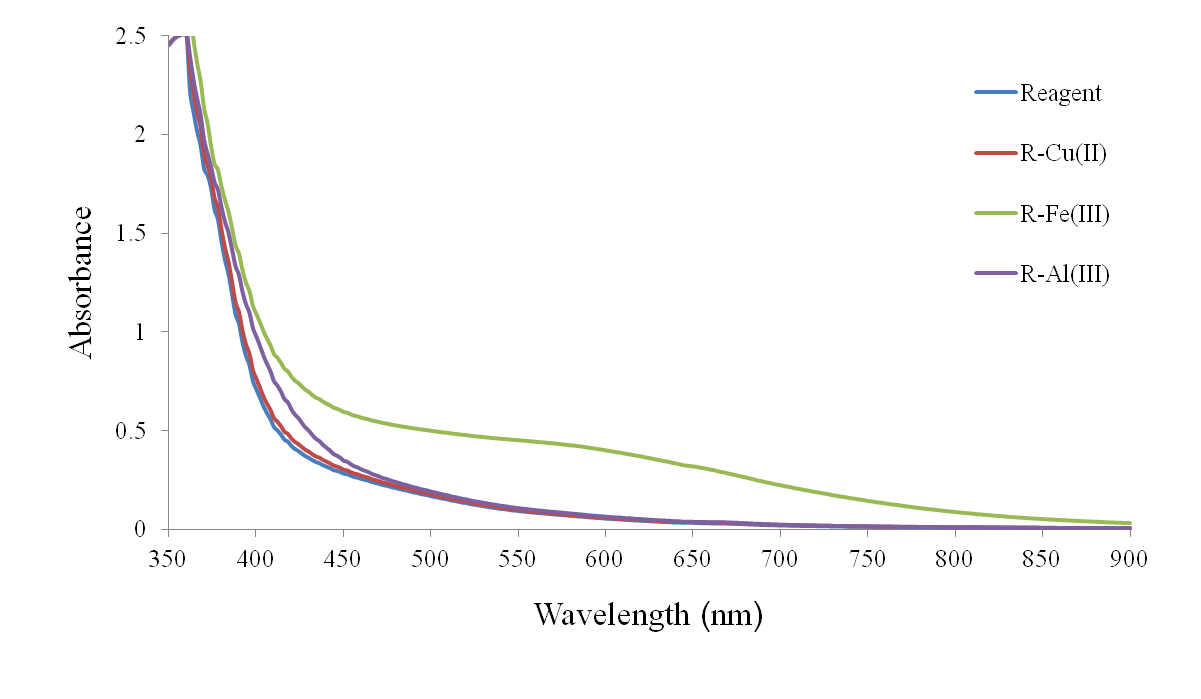 2.5
2
1.5
1
0.5
0
Absorbance
Reagent
R-Cu(II)
R-Fe(III)
R-Al(III)
350 400 450 500 550 600 650 700 750 800 850 900
Wavelength (nm)